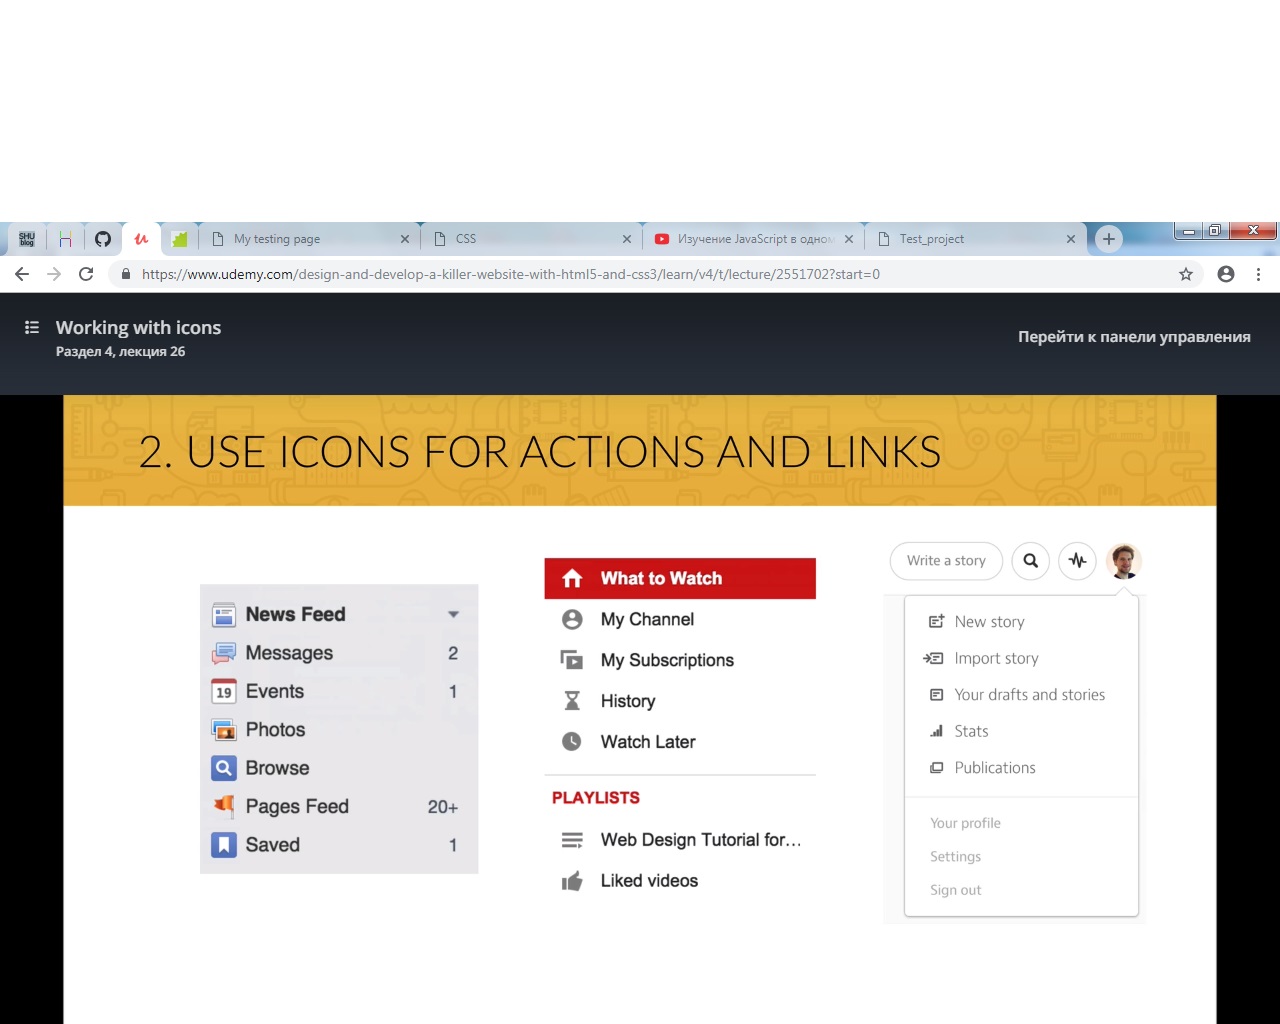 SHU
blog
My testing page
CSS
Изучение JavaScript в одном
Test_project
https://www.udemy.com/design-and-develop-a-killer-website-with-html5-and-css3/learn/v4/t/lecture/2551702?start=0
Working with icons
Раздел 4, лекция 26
Перейти к панели управления
2. USE ICONS FOR ACTIONS AND LINKS
News Feed
Messages 2
19 Events 1
Photos
Browse
Pages Feed 20+
Saved 1
What to Watch
My Channel
My Subscriptions
History
Watch Later
PLAYLISTS
Web Design Tutorial for...
Liked videos
Write a story
New story
Import story
Your drafts and stories
Stats
Publications
Your profile
Settings
Sign out